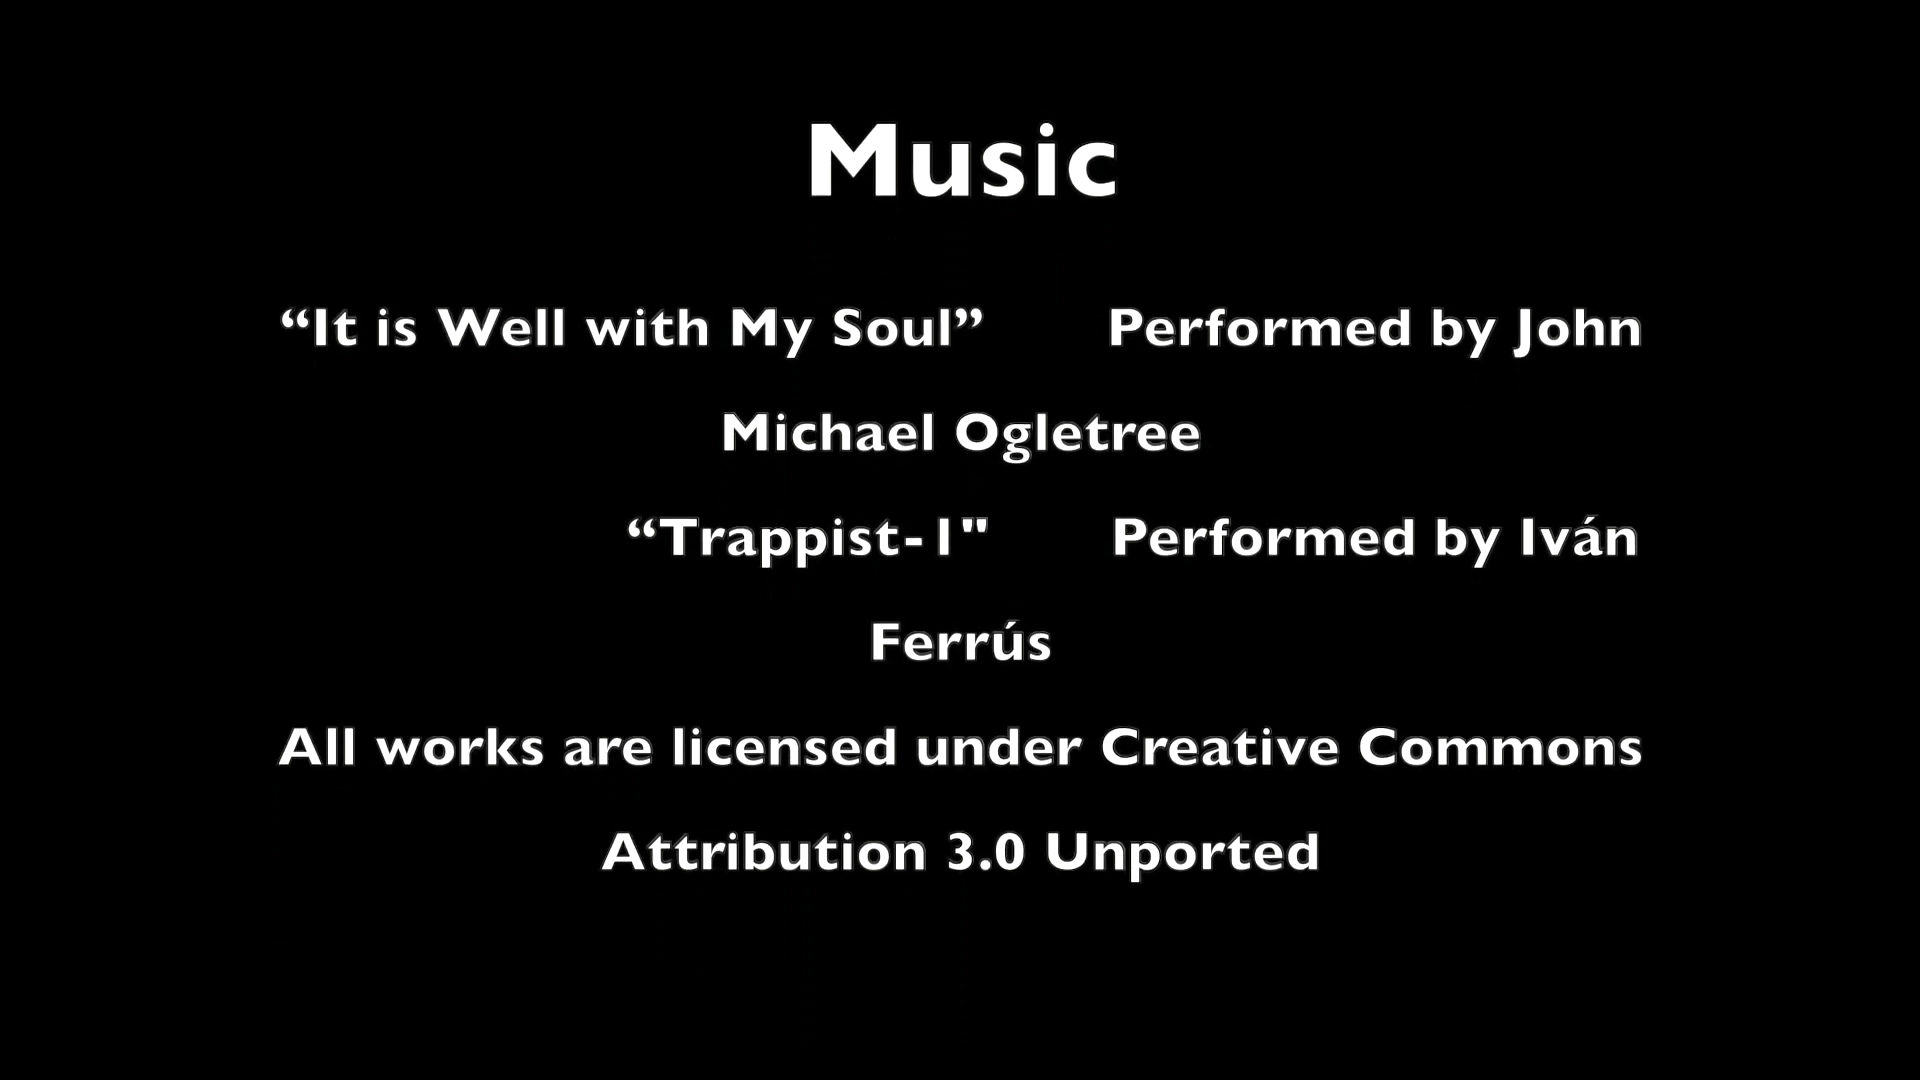 Music
“It is Well with My Soul” Performed by John
Michael Ogletree
“Trappist-1" Performed by Iván
Ferrús
All works are licensed under Creative Commons
Attribution 3.0 Unported